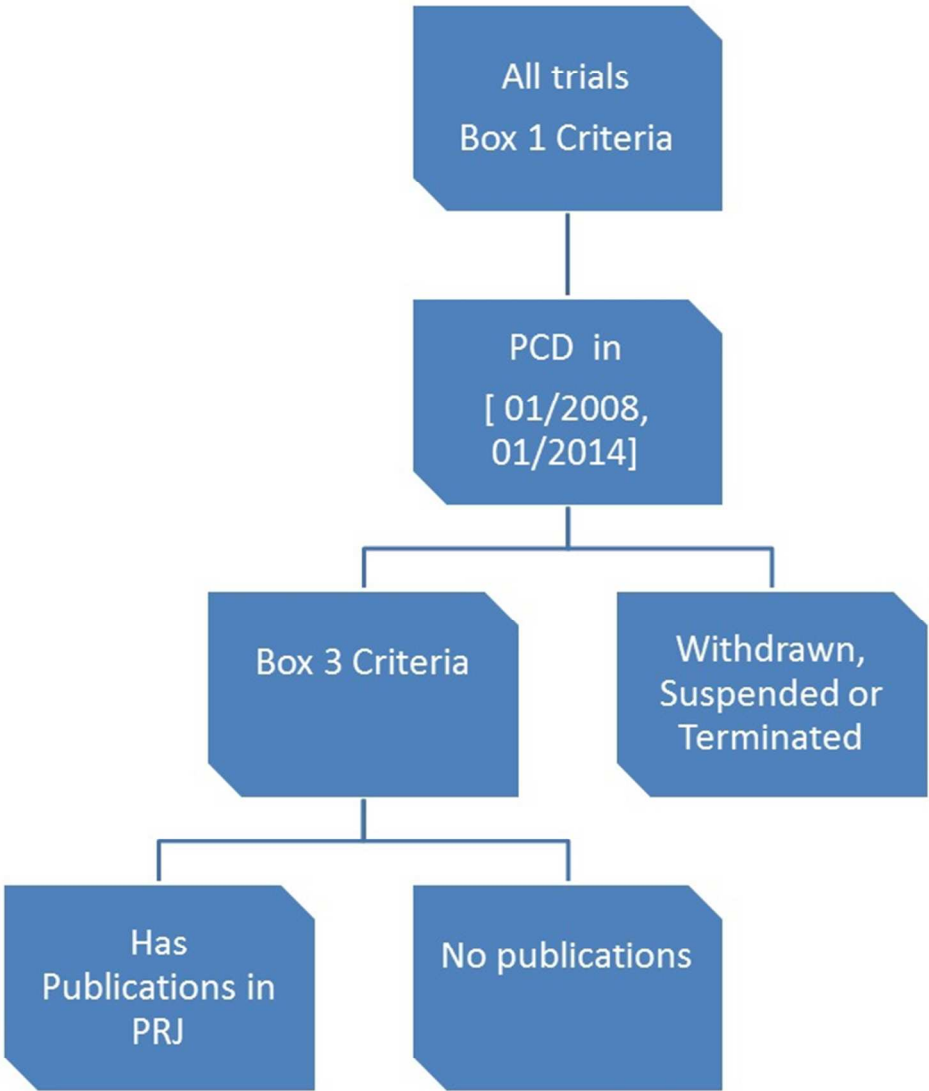 All trials
Box 1 Criteria
PCD in
[ 01/2008,
01/2014]
Box 3 Criteria
Withdrawn,
Suspended or
Terminated
Has
Publications in
PRJ
No publications